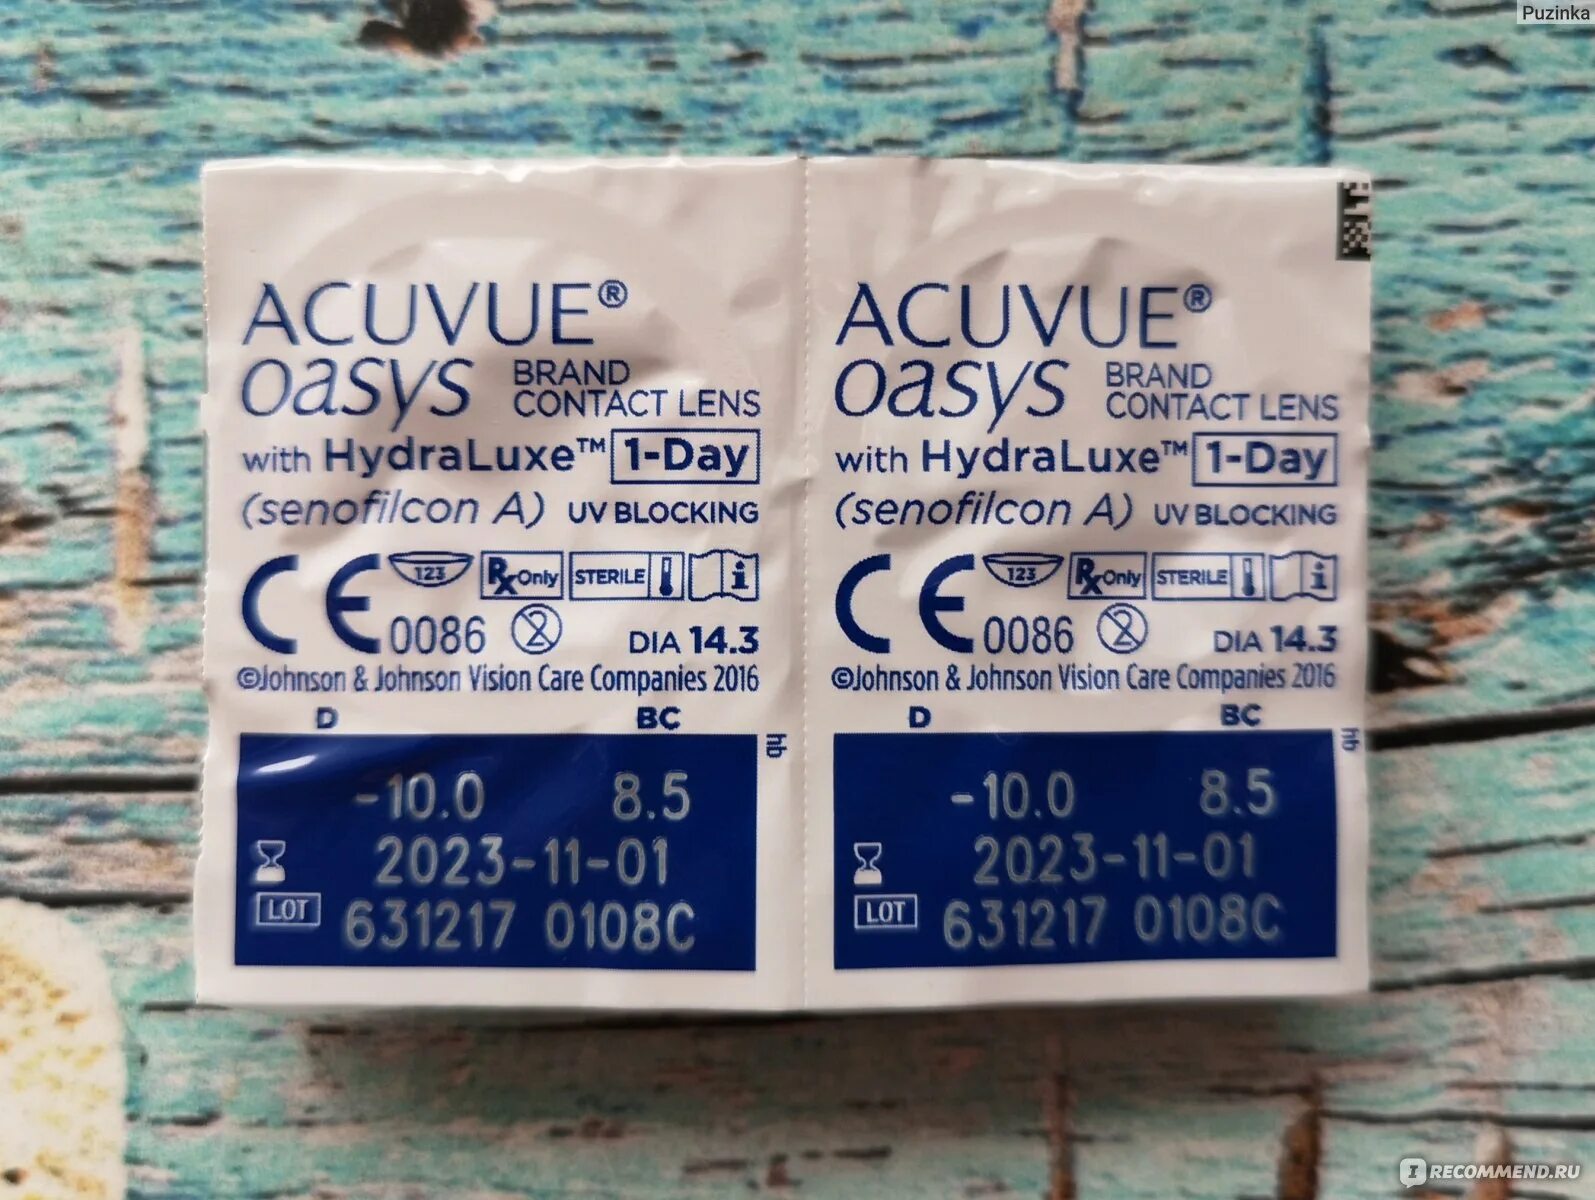 Puzinka
ACUVUE®
oasys BRAND
CONTACT LENS
with HydraLuxe™ 1-Day
(senofilcon A) UV BLOCKING
CE 0086 123 Rx Only STERILE i
2 DIA 14.3
©Johnson & Johnson Vision Care Companies 2016
D BC
hb
-10.0 8.5
2023-11-01
LOT 631217 0108C
ACUVUE®
oasys BRAND
CONTACT LENS
with HydraLuxe™ 1-Day
(senofilcon A) UV BLOCKING
CE 0086 123 Rx Only STERILE i
2 DIA 14.3
©Johnson & Johnson Vision Care Companies 2016
D BC
hb
-10.0 8.5
2023-11-01
LOT 631217 0108C
IRECOMMEND.RU